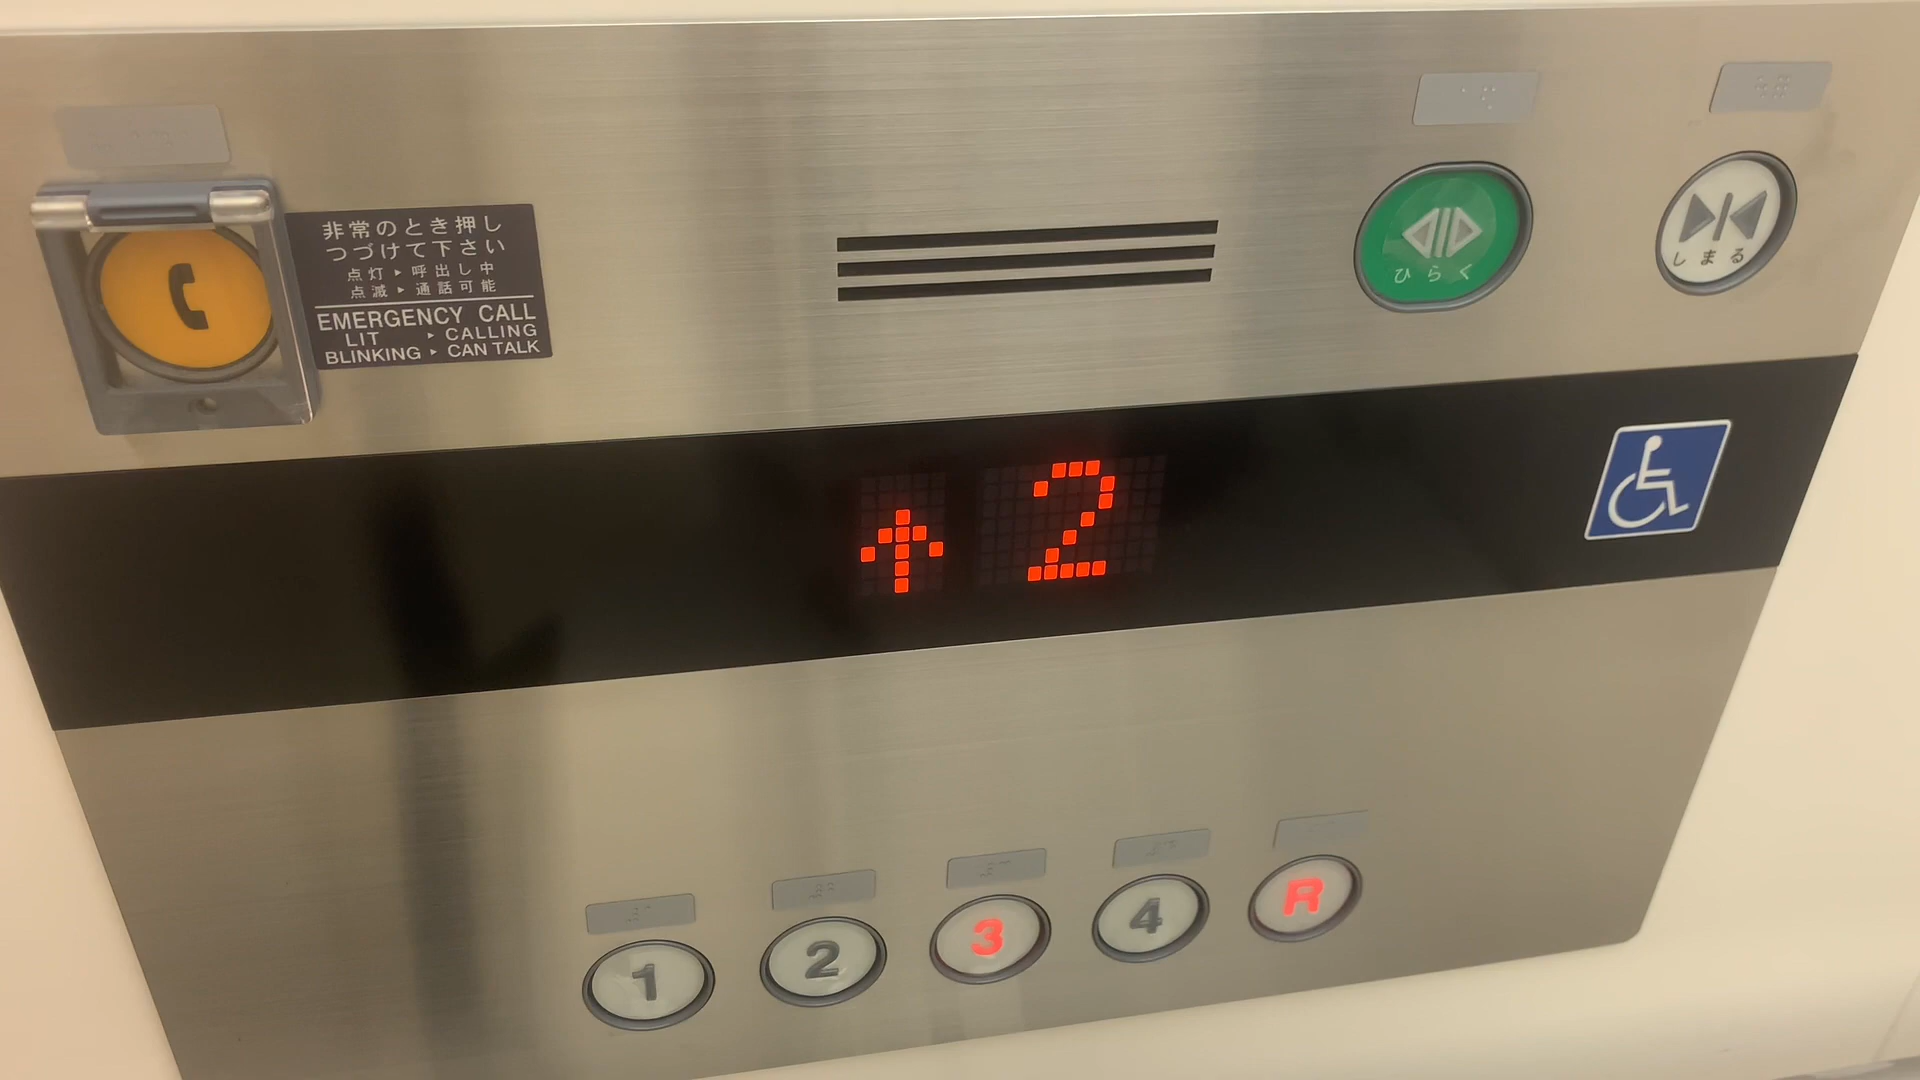 非常のとき押し
つづけて下さい
点灯▶呼出し中
点滅▶通話可能
EMERGENCY CALL
LIT ▶ CALLING
BLINKING ▶ CAN TALK
ひらく
しまる
2
1
2
3
4
R